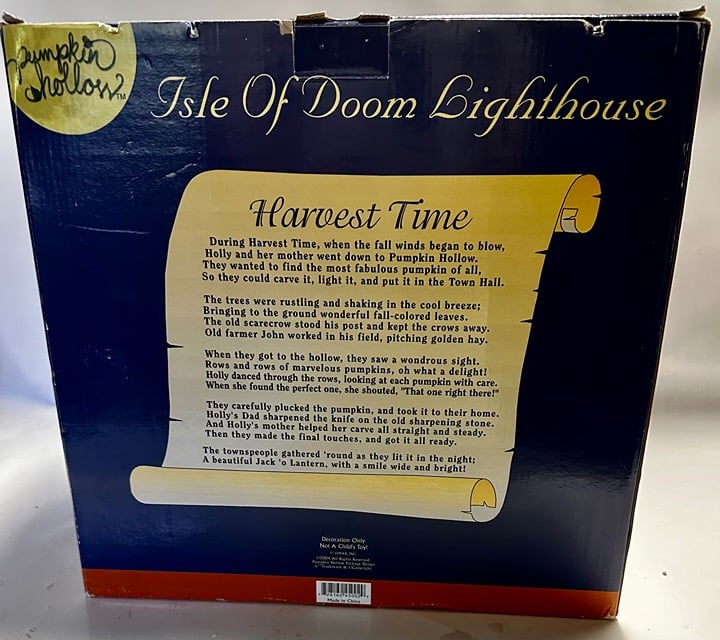 pumpkin
hollow™
Isle Of Doom Lighthouse
Harvest Time
During Harvest Time, when the fall winds began to blow,
Holly and her mother went down to Pumpkin Hollow.
They wanted to find the most fabulous pumpkin of all,
So they could carve it, light it, and put it in the Town Hall.
The trees were rustling and shaking in the cool breeze;
Bringing to the ground wonderful fall-colored leaves.
The old scarecrow stood his post and kept the crows away.
Old farmer John worked in his field, pitching golden hay.
When they got to the hollow, they saw a wondrous sight.
Rows and rows of marvelous pumpkins, oh what a delight!
Holly danced through the rows, looking at each pumpkin with care.
When she found the perfect one, she shouted, "That one right there!"
They carefully plucked the pumpkin, and took it to their home.
Holly's Dad sharpened the knife on the old sharpening stone.
And Holly's mother helped her carve all straight and steady.
Then they made the final touches, and got it all ready.
The townspeople gathered 'round as they lit it in the night;
A beautiful Jack 'o Lantern, with a smile wide and bright!
Decoration Only
Not A Child's Toy!
©2004 All Rights Reserved.
Pumpkin Hollow Package Design
Trademark & ©Copyright.
Made in China